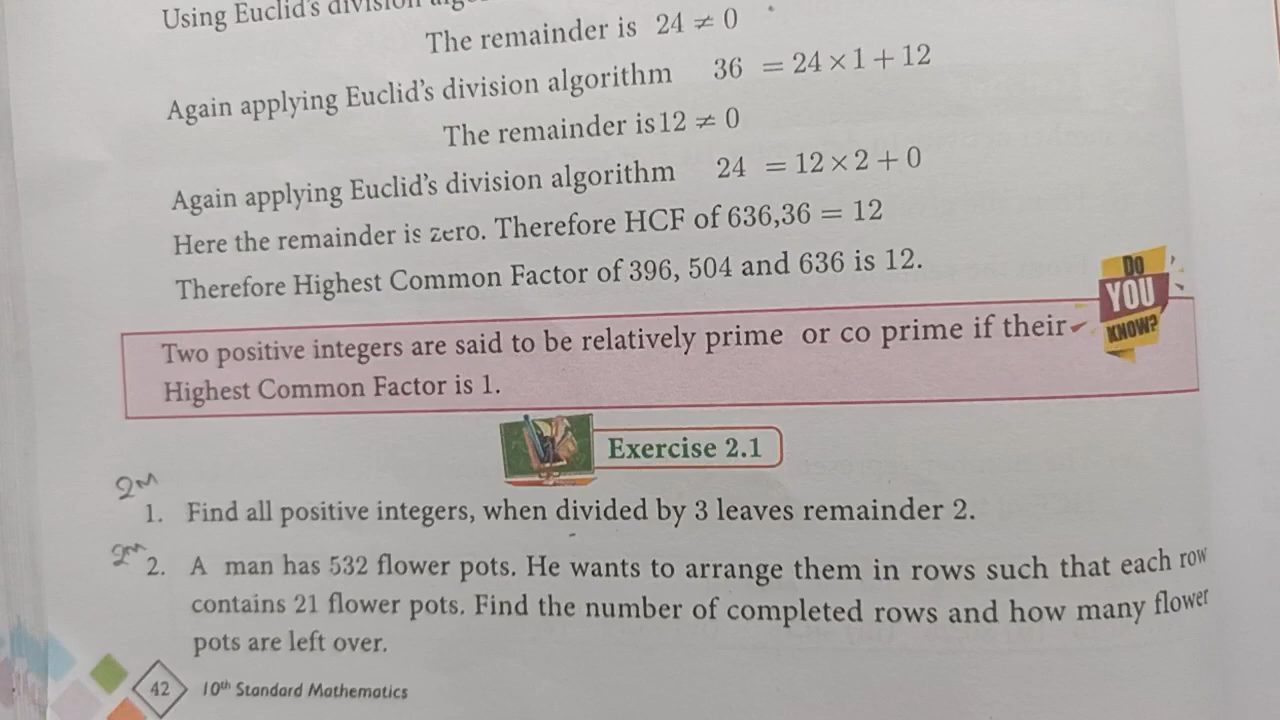 Using Euclid's division
The remainder is 24 ≠ 0
Again applying Euclid's division algorithm 36 = 24 × 1 + 12
The remainder is 12 ≠ 0
Again applying Euclid's division algorithm 24 = 12 × 2 + 0
Here the remainder is zero. Therefore HCF of 636,36 = 12
Therefore Highest Common Factor of 396, 504 and 636 is 12.
DO
YOU
KNOW?
Two positive integers are said to be relatively prime or co prime if their
Highest Common Factor is 1.
Exercise 2.1
2M
1. Find all positive integers, when divided by 3 leaves remainder 2.
2M
2. A man has 532 flower pots. He wants to arrange them in rows such that each row
contains 21 flower pots. Find the number of completed rows and how many flower
pots are left over.
42 10th Standard Mathematics